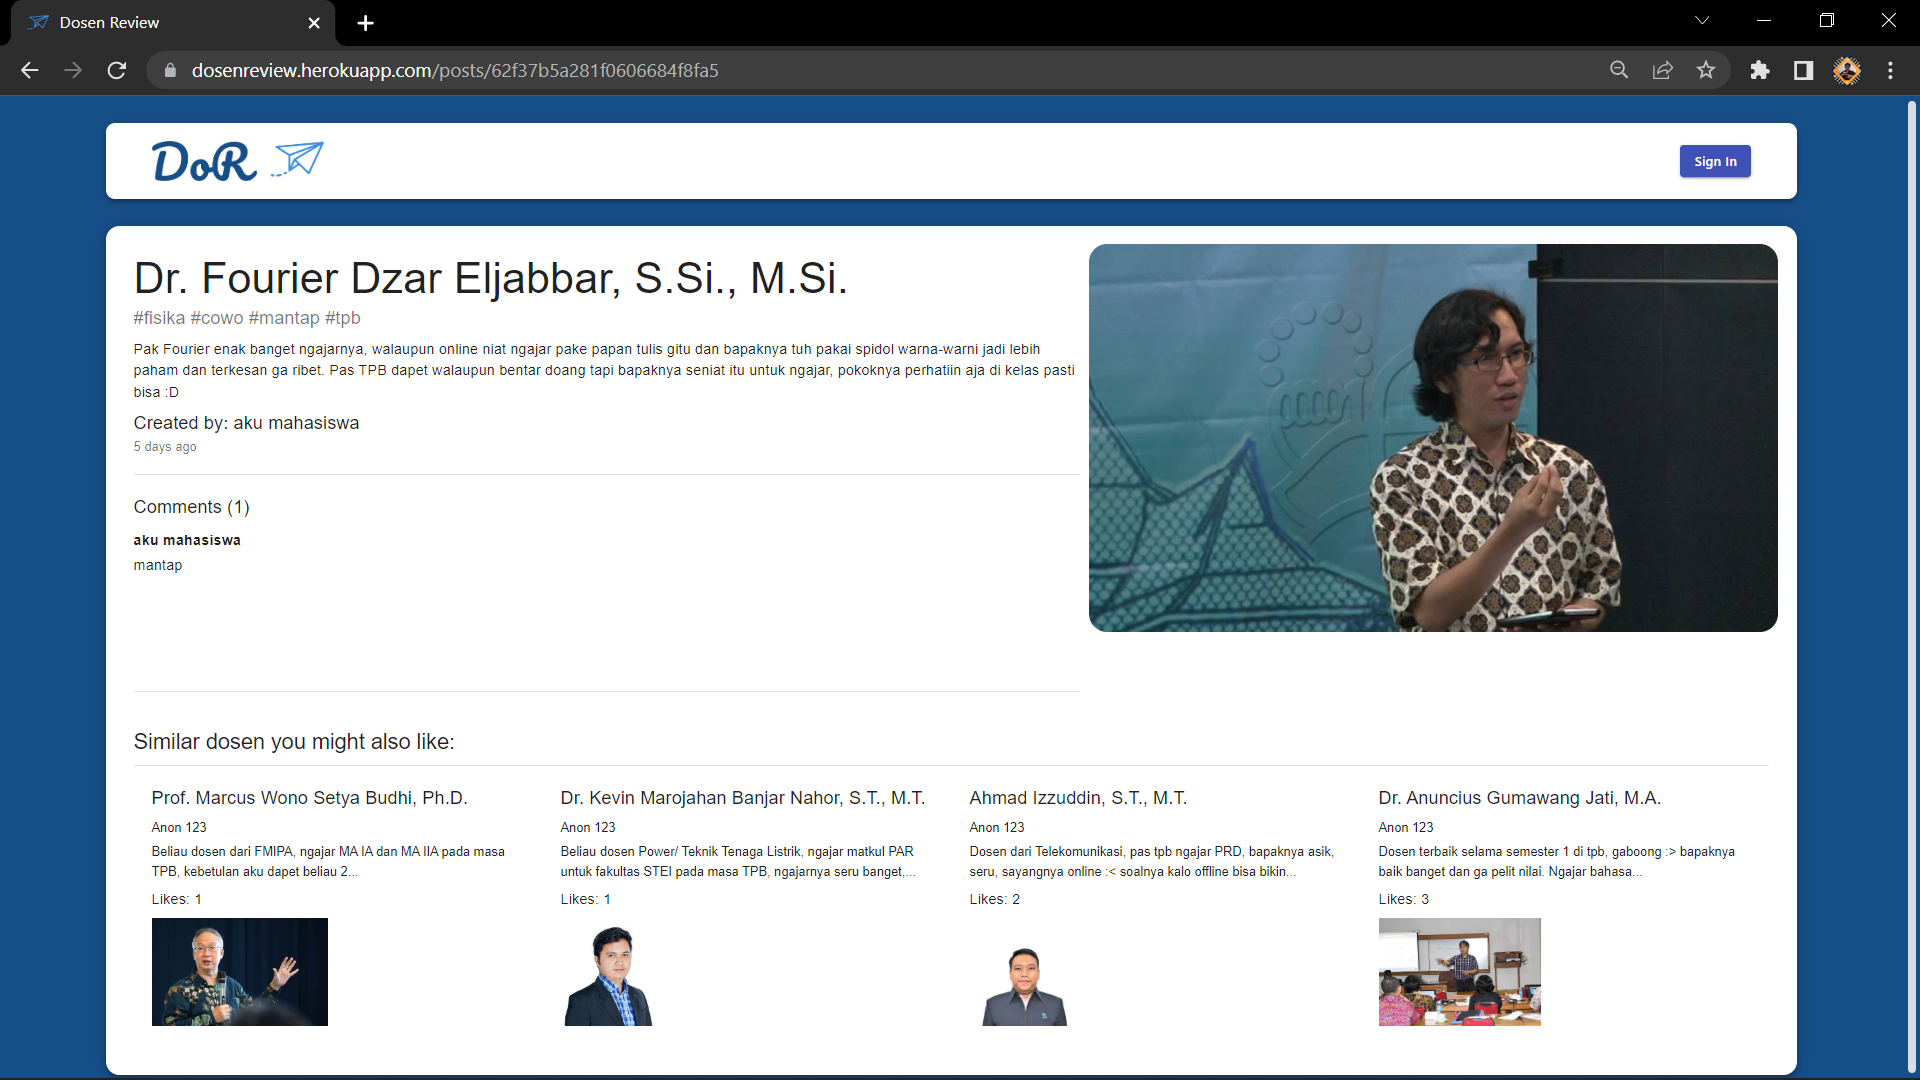 Dosen Review
dosenreview.herokuapp.com/posts/62f37b5a281f0606684f8fa5
DoR
Sign In
Dr. Fourier Dzar Eljabbar, S.Si., M.Si.
#fisika #cowo #mantap #tpb
Pak Fourier enak banget ngajarnya, walaupun online niat ngajar pake papan tulis gitu dan bapaknya tuh pakai spidol warna-warni jadi lebih
paham dan terkesan ga ribet. Pas TPB dapet walaupun bentar doang tapi bapaknya seniat itu untuk ngajar, pokoknya perhatiin aja di kelas pasti
bisa :D
Created by: aku mahasiswa
5 days ago
Comments (1)
aku mahasiswa
mantap
Similar dosen you might also like:
Prof. Marcus Wono Setya Budhi, Ph.D.
Anon 123
Beliau dosen dari FMIPA, ngajar MA IA dan MA IIA pada masa
TPB, kebetulan aku dapet beliau 2...
Likes: 1
Dr. Kevin Marojahan Banjar Nahor, S.T., M.T.
Anon 123
Beliau dosen Power/ Teknik Tenaga Listrik, ngajar matkul PAR
untuk fakultas STEI pada masa TPB, ngajarnya seru banget,...
Likes: 1
Ahmad Izzuddin, S.T., M.T.
Anon 123
Dosen dari Telekomunikasi, pas tpb ngajar PRD, bapaknya asik,
seru, sayangnya online :< soalnya kalo offline bisa bikin...
Likes: 2
Dr. Anuncius Gumawang Jati, M.A.
Anon 123
Dosen terbaik selama semester 1 di tpb, gaboong :> bapaknya
baik banget dan ga pelit nilai. Ngajar bahasa...
Likes: 3